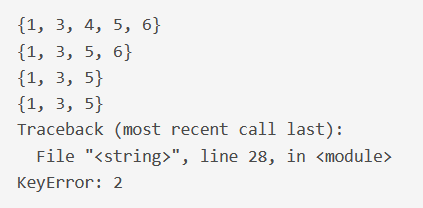 {1, 3, 4, 5, 6}
{1, 3, 5, 6}
{1, 3, 5}
{1, 3, 5}
Traceback (most recent call last):
  File "<string>", line 28, in <module>
KeyError: 2